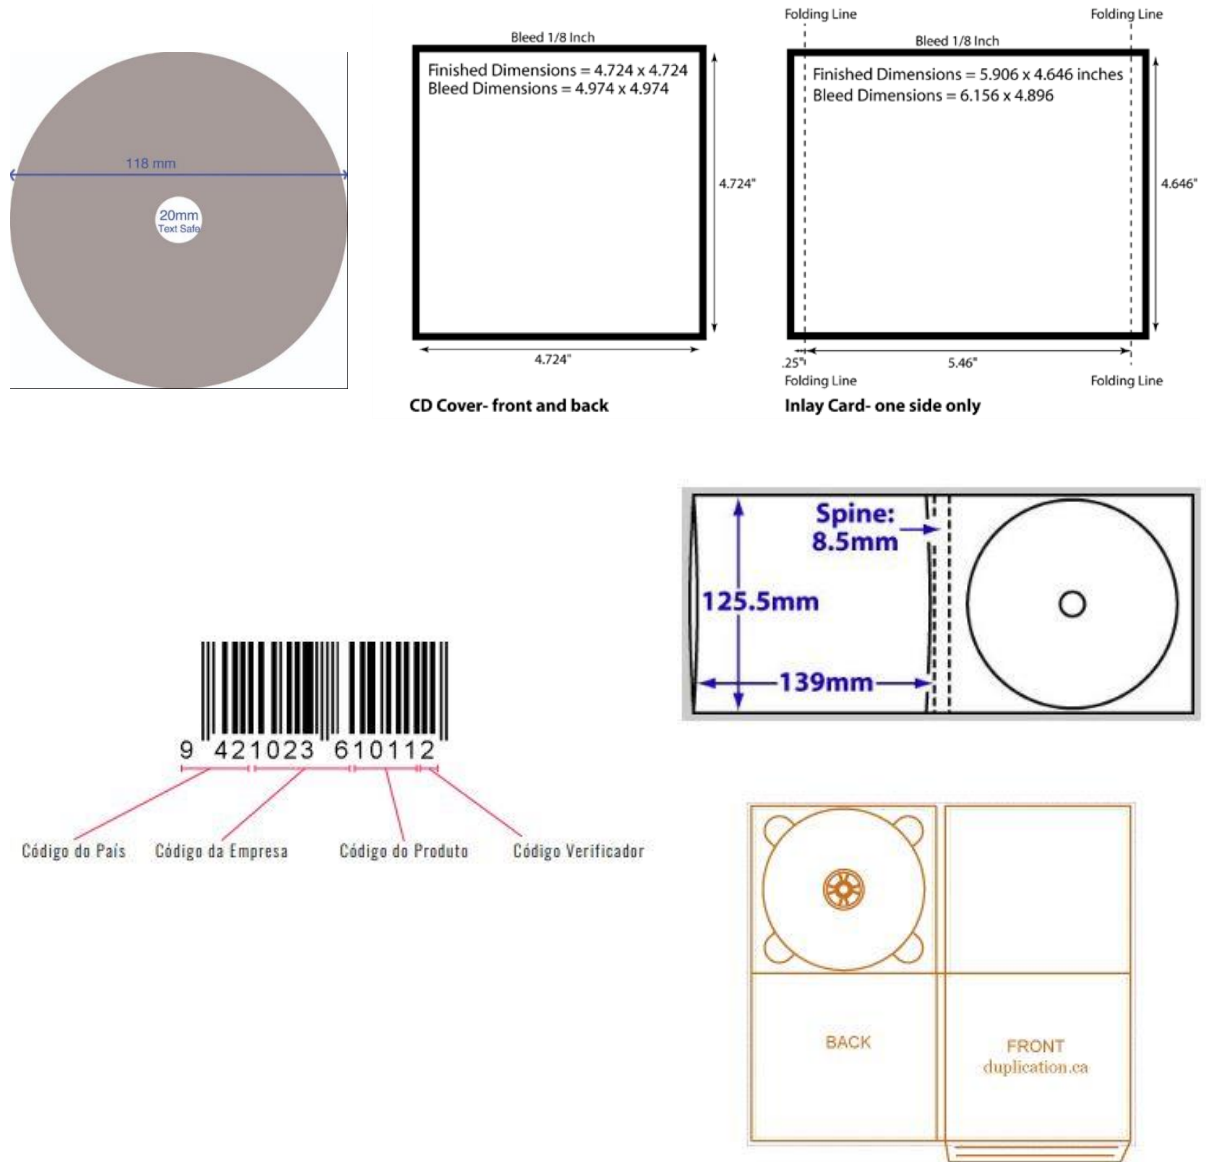 118 mm
20mm
Text Safe
Bleed 1/8 Inch
Finished Dimensions = 4.724 x 4.724
Bleed Dimensions = 4.974 x 4.974
4.724"
4.724"
CD Cover- front and back
Folding Line
Folding Line
Bleed 1/8 Inch
Finished Dimensions = 5.906 x 4.646 inches
Bleed Dimensions = 6.156 x 4.896
4.646"
.25"
5.46"
Folding Line
Folding Line
Inlay Card- one side only
Spine:
8.5mm
125.5mm
139mm
9 421023 610112
Código do País
Código da Empresa
Código do Produto
Código Verificador
BACK
FRONT
duplication.ca